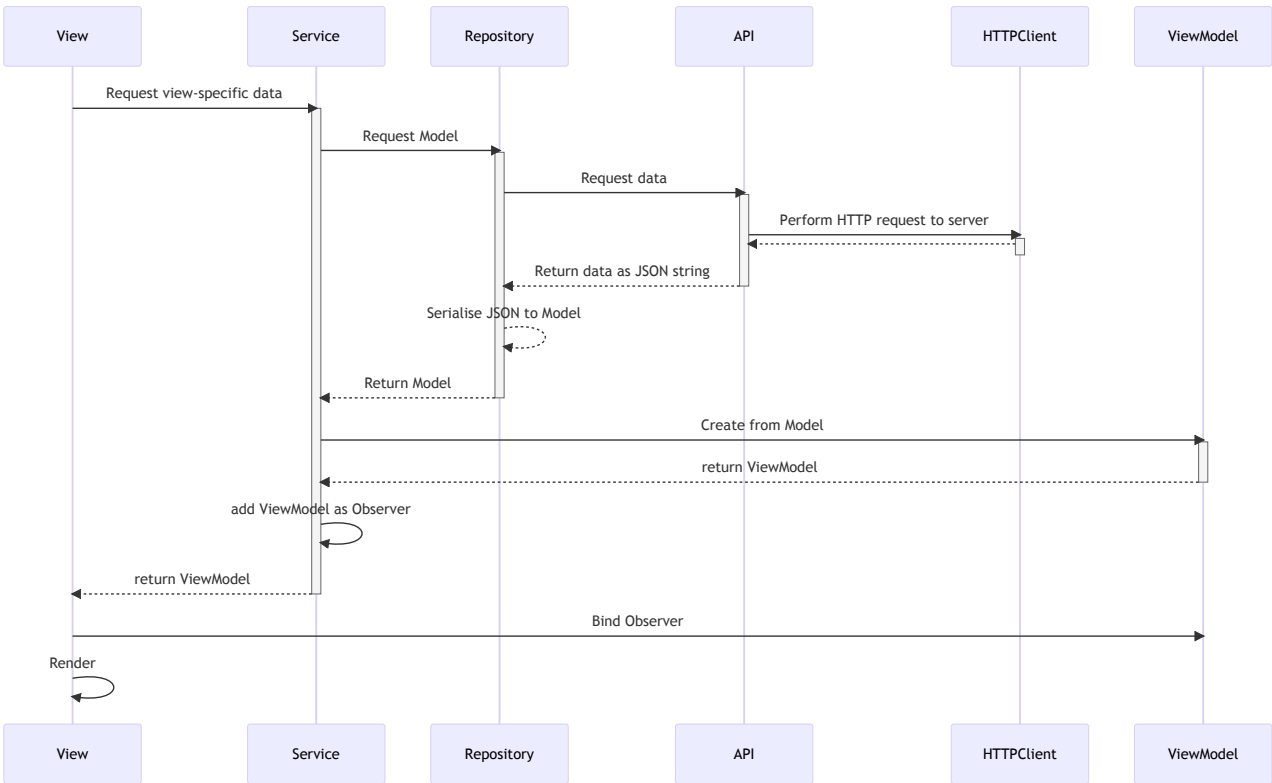 View
Service
Repository
API
HTTPClient
ViewModel
Request view-specific data
Request Model
Request data
Perform HTTP request to server
Return data as JSON string
Serialise JSON to Model
Return Model
Create from Model
return ViewModel
add ViewModel as Observer
return ViewModel
Bind Observer
Render
View
Service
Repository
API
HTTPClient
ViewModel